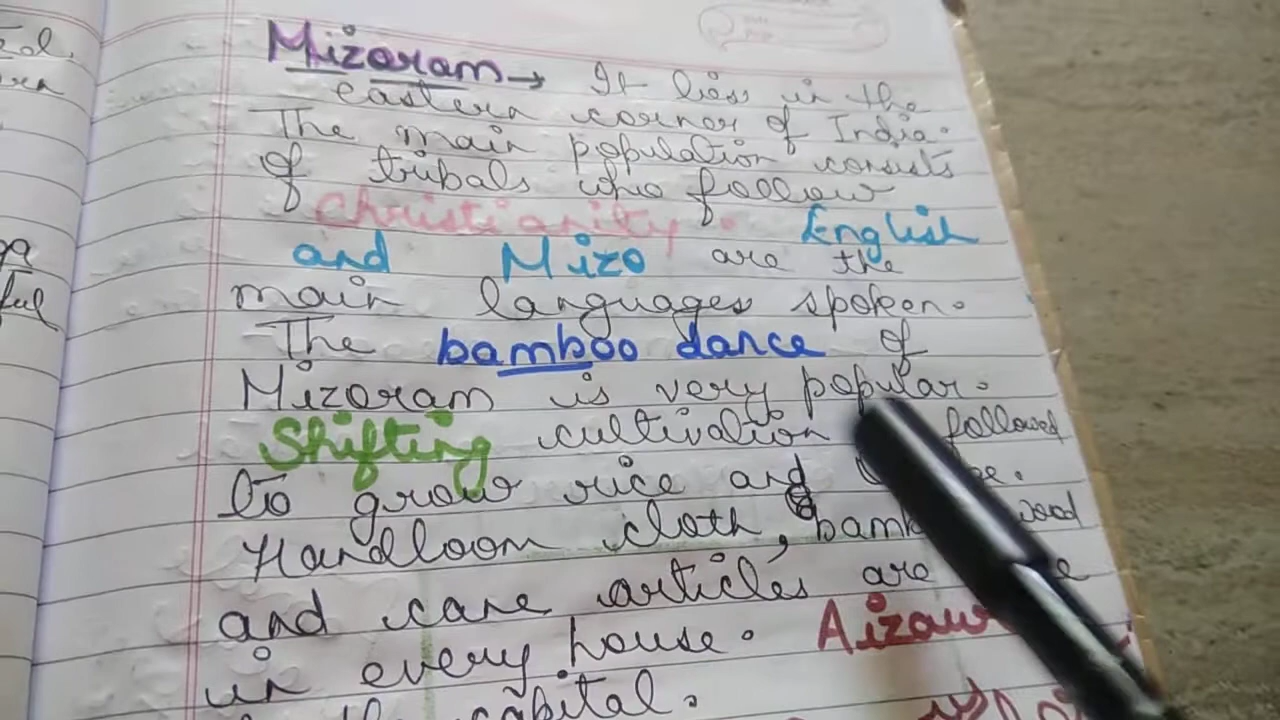 Mizoram → It lies in the
eastern corner of India.
The main population consists
of tribals who follow
Christianity. English
and Mizo are the
main languages spoken.
The bamboo dance of
Mizoram is very popular.
Shifting cultivation followed
to grow rice and
Handloom cloth, wood
and cane articles are
in every house. Aizawl
the capital.